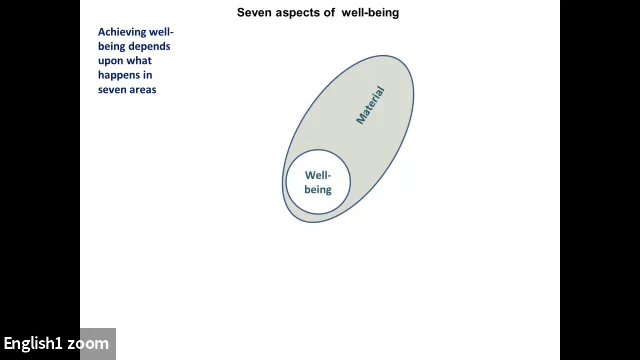 Seven aspects of well-being
Achieving well-
being depends
upon what
happens in
seven areas
Material
Well-
being
English1 zoom